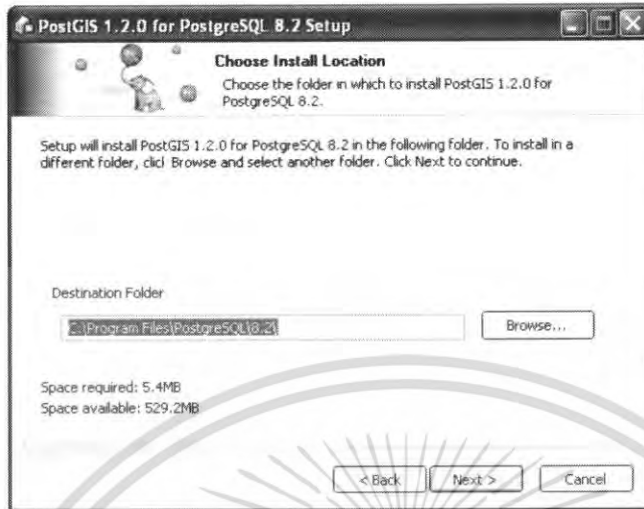 PostGIS 1.2.0 for PostgreSQL 8.2 Setup
Choose Install Location
Choose the folder in which to install PostGIS 1.2.0 for
PostgreSQL 8.2.
Setup will install PostGIS 1.2.0 for PostgreSQL 8.2 in the following folder. To install in a
different folder, click Browse and select another folder. Click Next to continue.
Destination Folder
C:\Program Files\PostgreSQL\8.2\
Browse...
Space required: 5.4MB
Space available: 529.2MB
< Back
Next >
Cancel